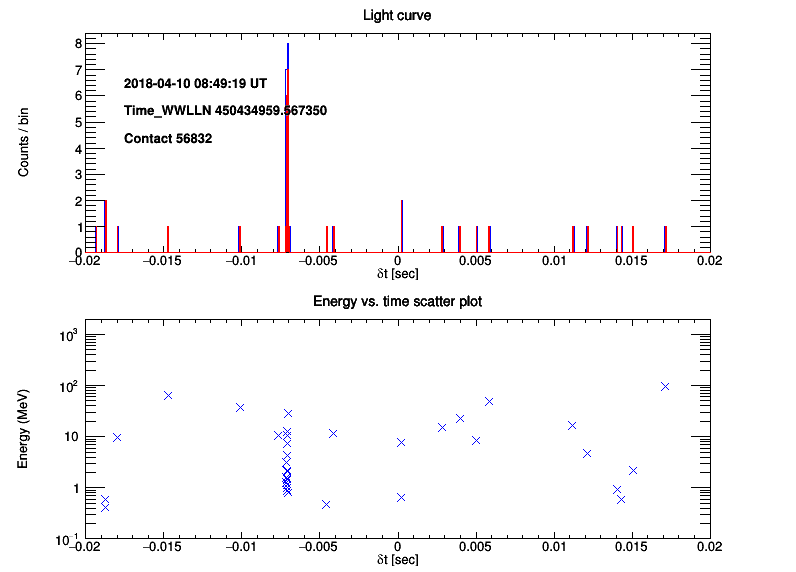 Light curve
Counts / bin
8
7
6
5
4
3
2
1
0
2018-04-10 08:49:19 UT
Time_WWLLN 450434959.567350
Contact 56832
−0.02 −0.015 −0.01 −0.005 0 0.005 0.01 0.015 0.02
δt [sec]
Energy vs. time scatter plot
Energy (MeV)
10³
10²
10
1
10⁻¹
−0.02 −0.015 −0.01 −0.005 0 0.005 0.01 0.015 0.02
δt [sec]